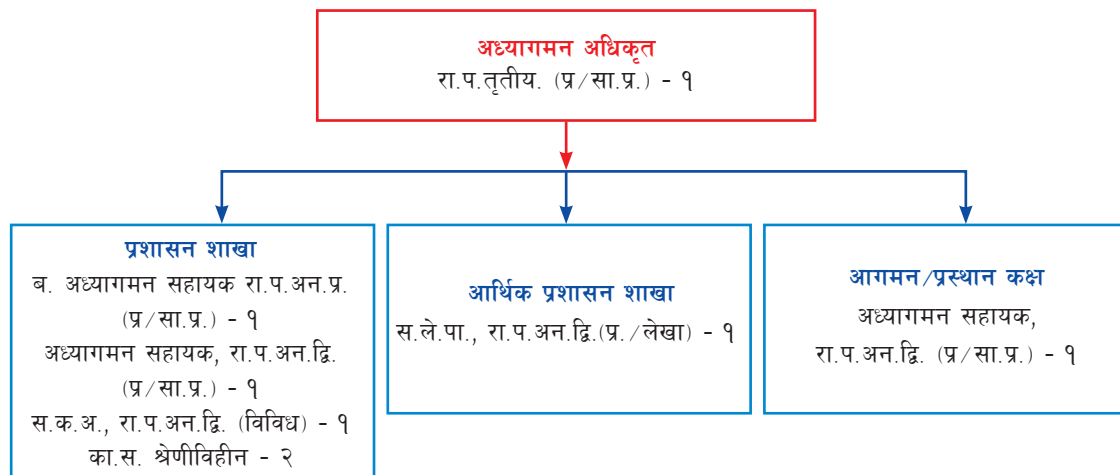 अध्यागमन अधिकृत
रा.प.तृतीय. (प्र/सा.प्र.) - १
प्रशासन शाखा
ब. अध्यागमन सहायक रा.प.अन.प्र.
(प्र/सा.प्र.) - १
अध्यागमन सहायक, रा.प.अन.द्वि.
(प्र/सा.प्र.) - १
स.क.अ., रा.प.अन.द्वि. (विविध) - १
का.स. श्रेणीविहीन - २
आर्थिक प्रशासन शाखा
स.ले.पा., रा.प.अन.द्वि.(प्र./लेखा) - १
आगमन/प्रस्थान कक्ष
अध्यागमन सहायक,
रा.प.अन.द्वि. (प्र/सा.प्र.) - १